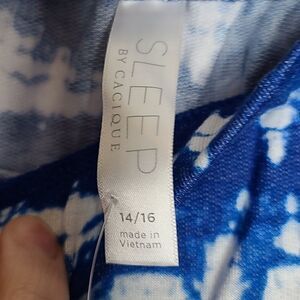 SLEEP
BY CACIQUE
14/16
made in
Vietnam